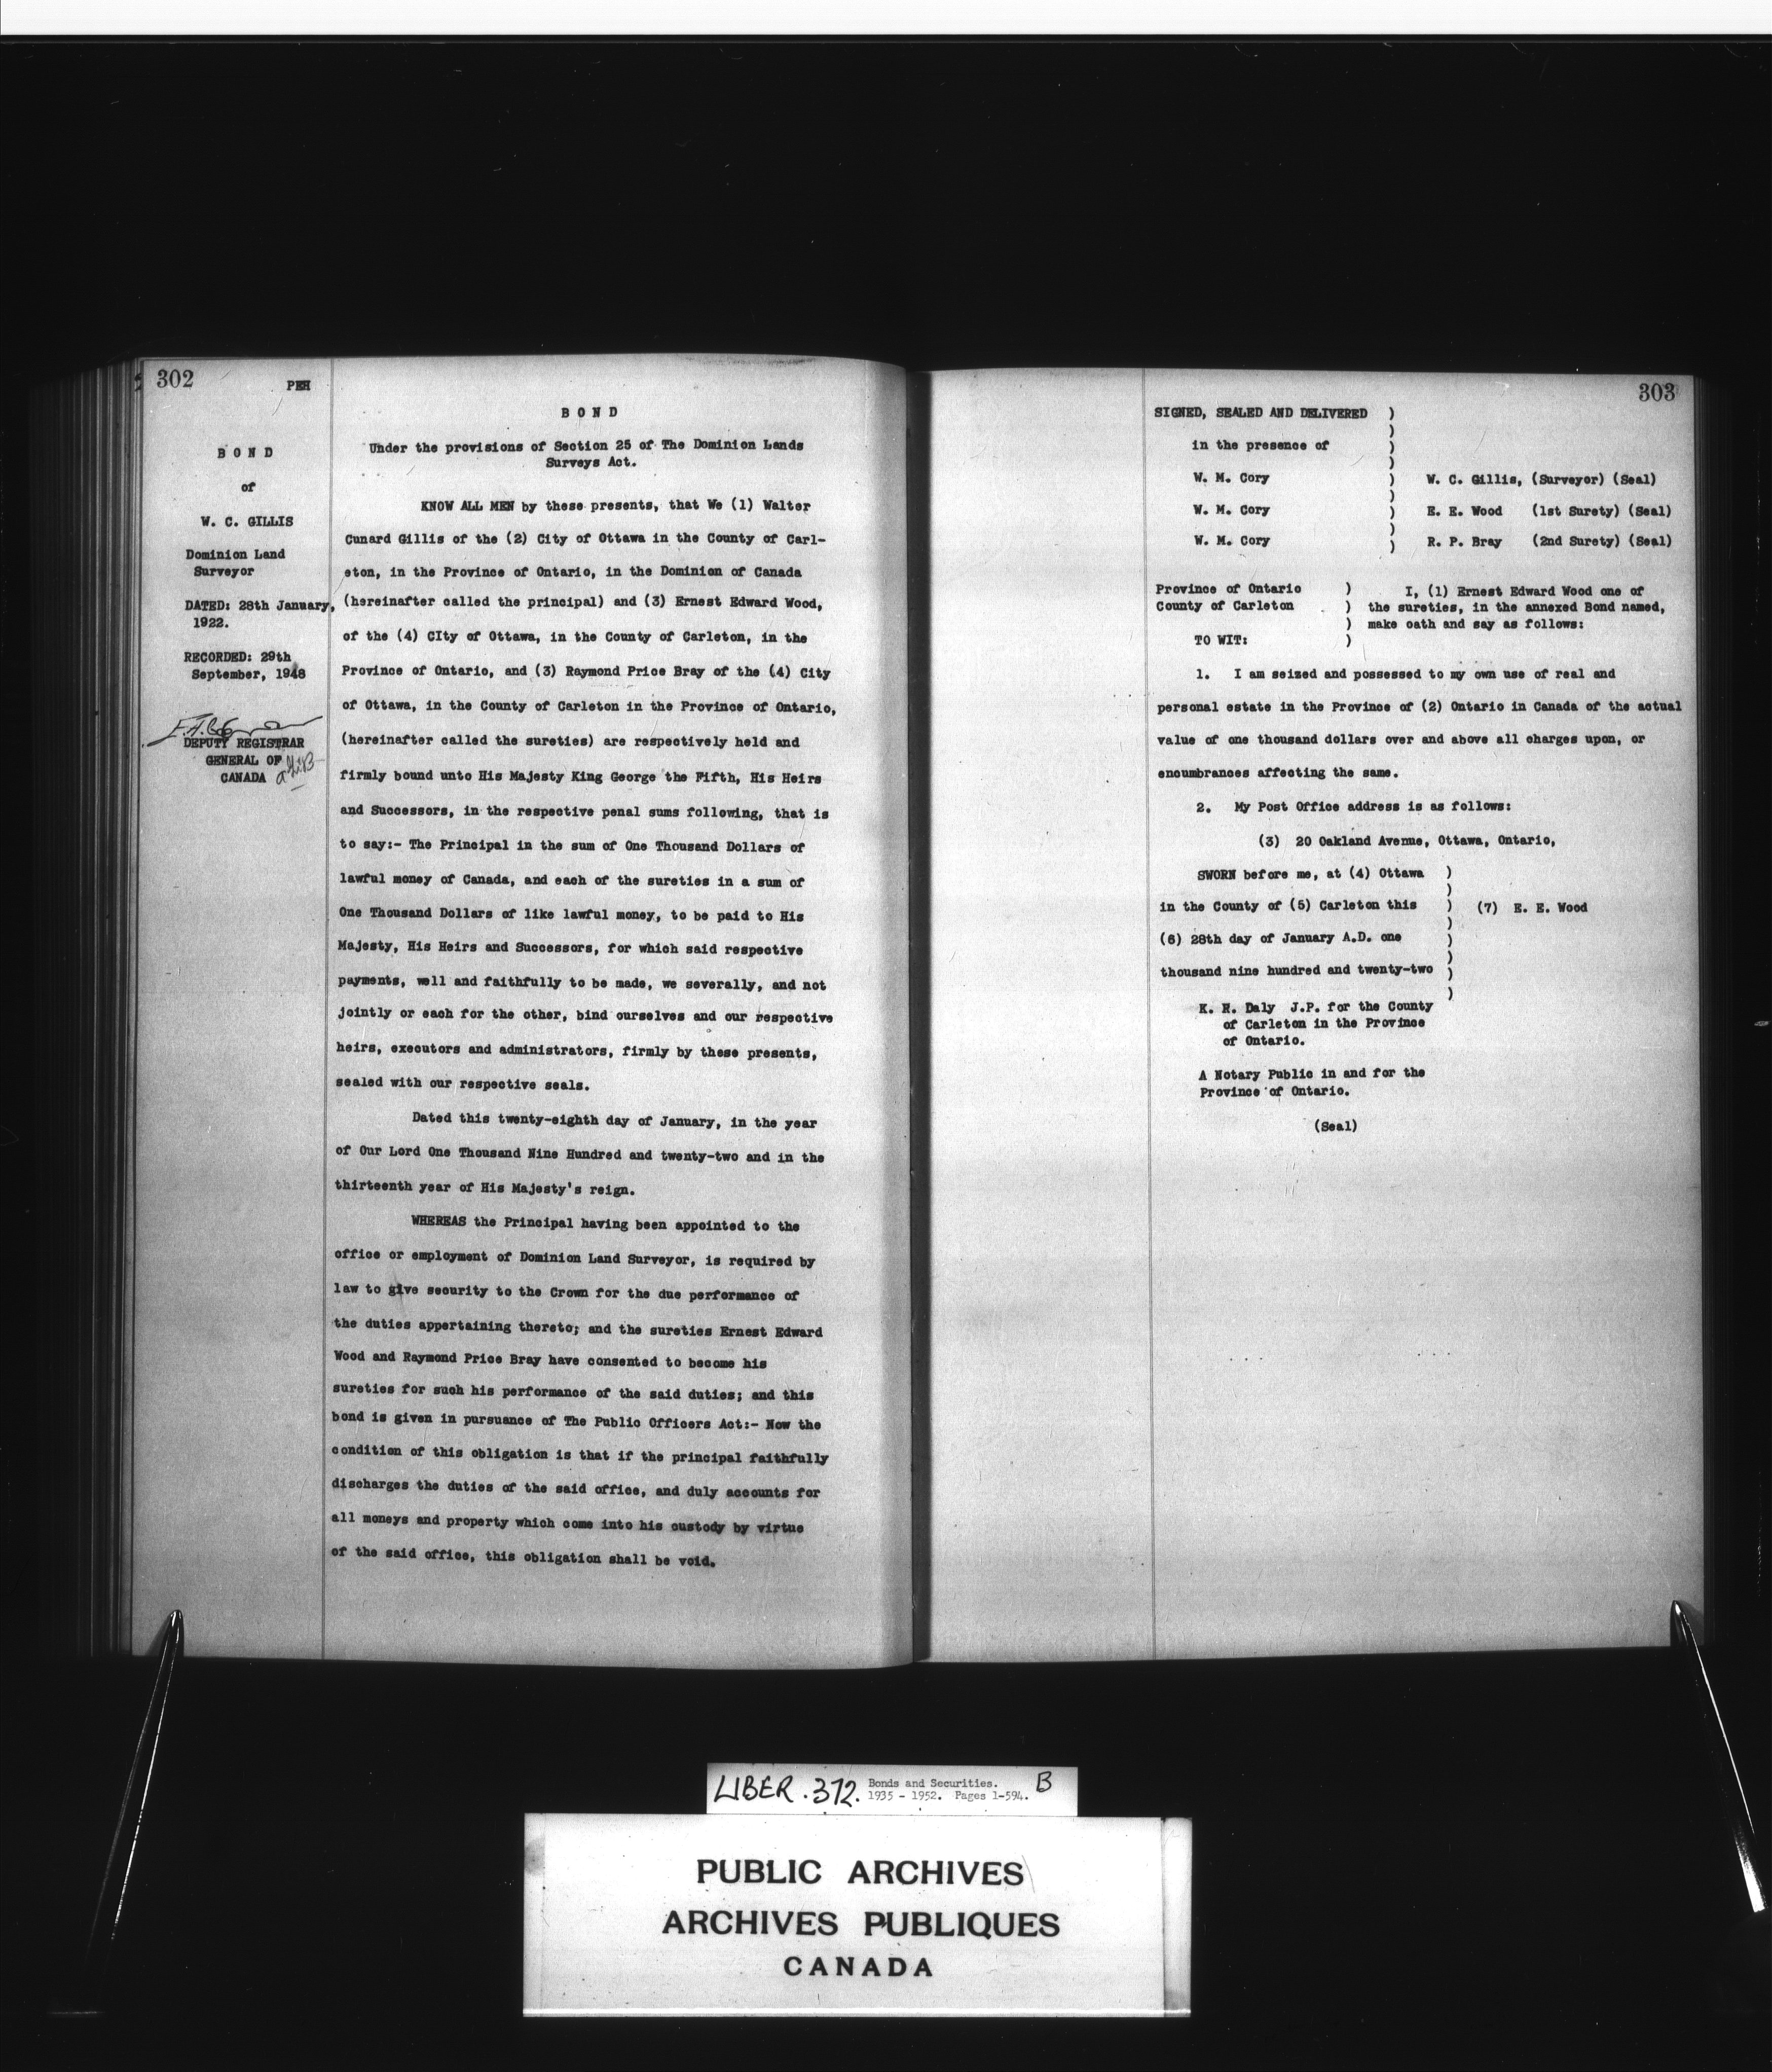 302
PEH
B O N D
of
W. C. GILLIS
Dominion Land
Surveyor
DATED: 28th January,
1922.
RECORDED: 29th
September, 1948
DEPUTY REGISTRAR
GENERAL OF
CANADA
B O N D
Under the provisions of Section 25 of The Dominion Lands
Surveys Act.
KNOW ALL MEN by these presents, that We (1) Walter
Cunard Gillis of the (2) City of Ottawa in the County of Carl-
eton, in the Province of Ontario, in the Dominion of Canada
(hereinafter called the principal) and (3) Ernest Edward Wood,
of the (4) CIty of Ottawa, in the County of Carleton, in the
Province of Ontario, and (3) Raymond Price Bray of the (4) City
of Ottawa, in the County of Carleton in the Province of Ontario,
(hereinafter called the sureties) are respectively held and
firmly bound unto His Majesty King George the Fifth, His Heirs
and Successors, in the respective penal sums following, that is
to say:- The Principal in the sum of One Thousand Dollars of
lawful money of Canada, and each of the sureties in a sum of
One Thousand Dollars of like lawful money, to be paid to His
Majesty, His Heirs and Successors, for which said respective
payments, well and faithfully to be made, we severally, and not
jointly or each for the other, bind ourselves and our respective
heirs, executors and administrators, firmly by these presents,
sealed with our respective seals.
Dated this twenty-eighth day of January, in the year
of Our Lord One Thousand Nine Hundred and twenty-two and in the
thirteenth year of His Majesty's reign.
WHEREAS the Principal having been appointed to the
office or employment of Dominion Land Surveyor, is required by
law to give security to the Crown for the due performance of
the duties appertaining thereto; and the sureties Ernest Edward
Wood and Raymond Price Bray have consented to become his
sureties for such his performance of the said duties; and this
bond is given in pursuance of The Public Officers Act:- Now the
condition of this obligation is that if the principal faithfully
discharges the duties of the said office, and duly accounts for
all moneys and property which come into his custody by virtue
of the said office, this obligation shall be void.
303
SIGNED, SEALED AND DELIVERED )
in the presence of )
W. M. Cory ) W. C. Gillis, (Surveyor) (Seal)
W. M. Cory ) E. E. Wood (1st Surety) (Seal)
W. M. Cory ) R. P. Bray (2nd Surety) (Seal)
Province of Ontario ) I, (1) Ernest Edward Wood one of
County of Carleton ) the sureties, in the annexed Bond named,
) make oath and say as follows:
TO WIT: )
1. I am seized and possessed to my own use of real and
personal estate in the Province of (2) Ontario in Canada of the actual
value of one thousand dollars over and above all charges upon, or
encumbrances affecting the same.
2. My Post Office address is as follows:
(3) 20 Oakland Avenue, Ottawa, Ontario,
SWORN before me, at (4) Ottawa )
in the County of (5) Carleton this ) (7) E. E. Wood
(6) 28th day of January A.D. one )
thousand nine hundred and twenty-two )
K. R. Daly J.P. for the County
of Carleton in the Province
of Ontario.
A Notary Public in and for the
Province of Ontario.
(Seal)
LIBER. 372. Bonds and Securities. B
1935 - 1952. Pages 1-594.
PUBLIC ARCHIVES
ARCHIVES PUBLIQUES
CANADA